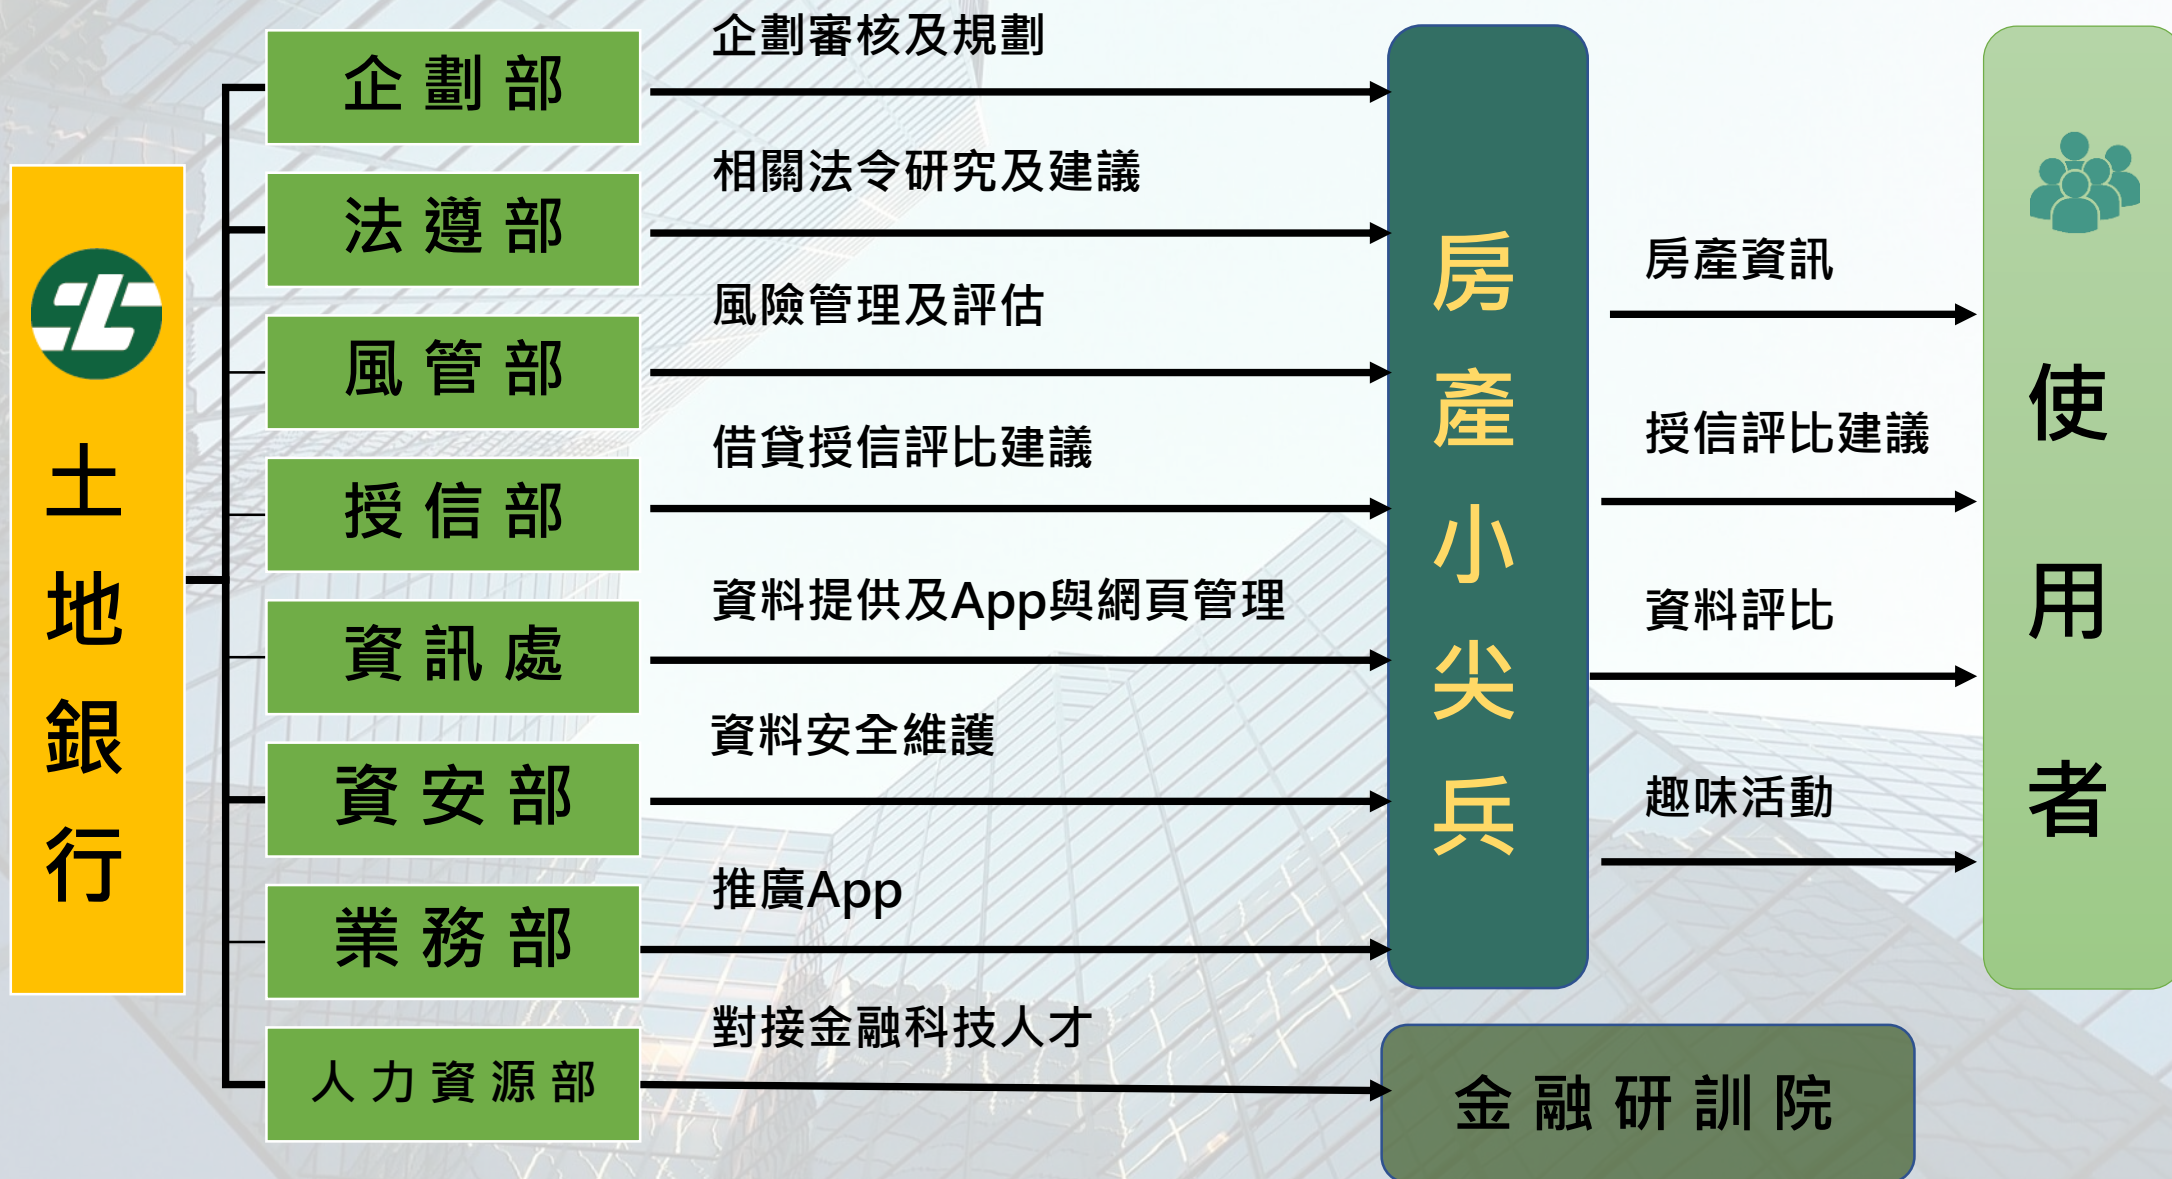 土地銀行
企劃部
企劃審核及規劃
法遵部
相關法令研究及建議
風管部
風險管理及評估
授信部
借貸授信評比建議
資訊處
資料提供及App與網頁管理
資安部
資料安全維護
業務部
推廣App
人力資源部
對接金融科技人才
房產小尖兵
金融研訓院
房產資訊
授信評比建議
資料評比
趣味活動
使用者